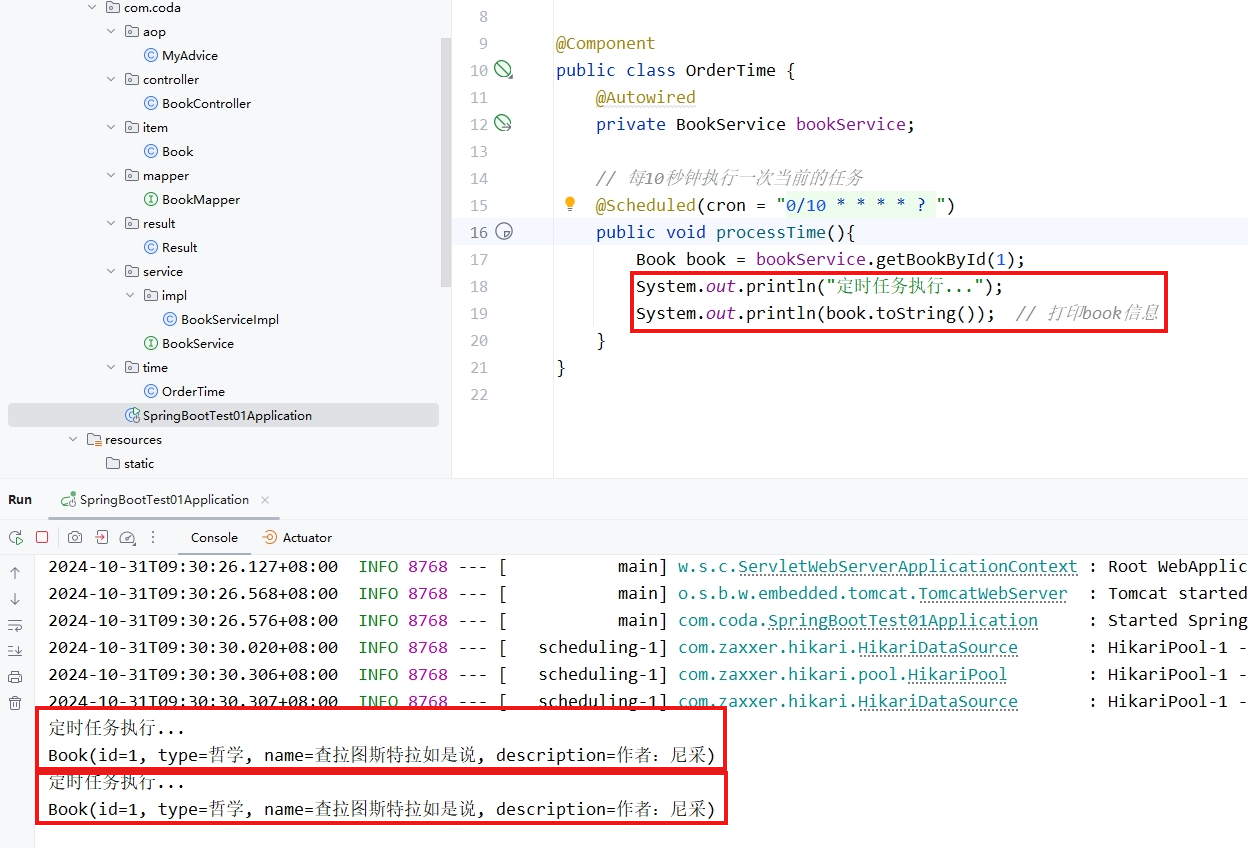 com.coda
aop
MyAdvice
controller
BookController
item
Book
mapper
BookMapper
result
Result
service
impl
BookServiceImpl
BookService
time
OrderTime
SpringBootTest01Application
resources
static
8
9 @Component
10 public class OrderTime {
11 @Autowired
12 private BookService bookService;
13
14 // 每10秒钟执行一次当前的任务
15 @Scheduled(cron = "0/10 * * * * ? ")
16 public void processTime(){
17 Book book = bookService.getBookById(1);
18 System.out.println("定时任务执行...");
19 System.out.println(book.toString()); // 打印book信息
20 }
21 }
22
Run SpringBootTest01Application ×
Console Actuator
2024-10-31T09:30:26.127+08:00 INFO 8768 --- [ main] w.s.c.ServletWebServerApplicationContext : Root WebApplic
2024-10-31T09:30:26.568+08:00 INFO 8768 --- [ main] o.s.b.w.embedded.tomcat.TomcatWebServer : Tomcat started
2024-10-31T09:30:26.576+08:00 INFO 8768 --- [ main] com.coda.SpringBootTest01Application : Started Spring
2024-10-31T09:30:30.020+08:00 INFO 8768 --- [ scheduling-1] com.zaxxer.hikari.HikariDataSource : HikariPool-1 -
2024-10-31T09:30:30.306+08:00 INFO 8768 --- [ scheduling-1] com.zaxxer.hikari.pool.HikariPool : HikariPool-1 -
2024-10-31T09:30:30.307+08:00 INFO 8768 --- [ scheduling-1] com.zaxxer.hikari.HikariDataSource : HikariPool-1 -
定时任务执行...
Book(id=1, type=哲学, name=查拉图斯特拉如是说, description=作者：尼采)
定时任务执行...
Book(id=1, type=哲学, name=查拉图斯特拉如是说, description=作者：尼采)